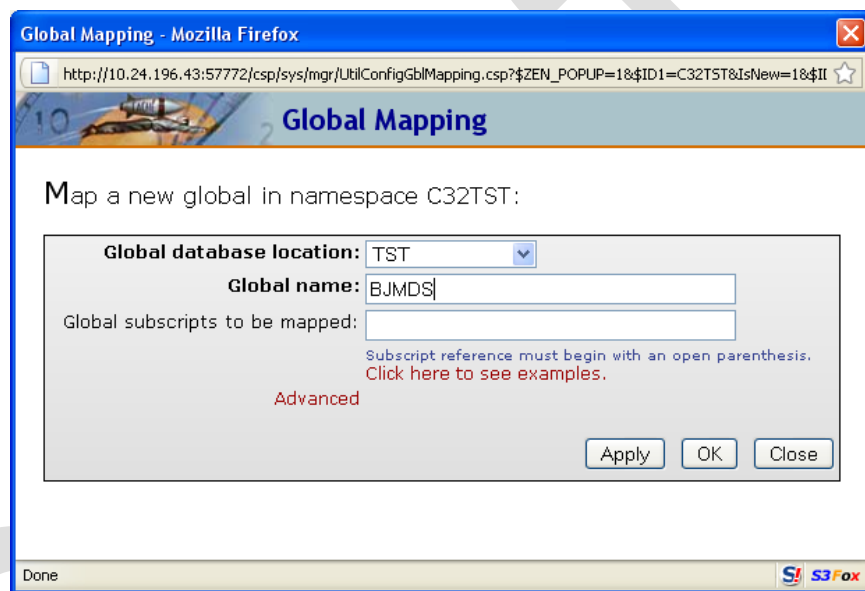 Global Mapping - Mozilla Firefox
http://10.24.196.43:57772/csp/sys/mgr/UtilConfigGblMapping.csp?$ZEN_POPUP=1&$ID1=C32TST&IsNew=1&$II
10 2 Global Mapping
Map a new global in namespace C32TST:
Global database location: TST
Global name: BJMDS
Global subscripts to be mapped:
Subscript reference must begin with an open parenthesis.
Click here to see examples.
Advanced
Apply OK Close
Done S! S3Fox